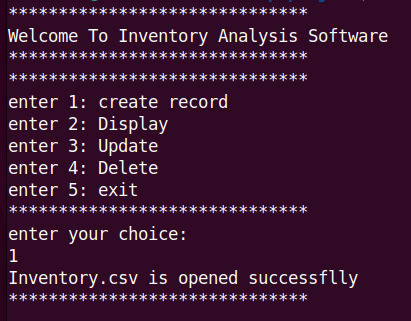 ******************************
Welcome To Inventory Analysis Software
******************************
******************************
enter 1: create record
enter 2: Display
enter 3: Update
enter 4: Delete
enter 5: exit
******************************
enter your choice:
1
Inventory.csv is opened successflly
******************************